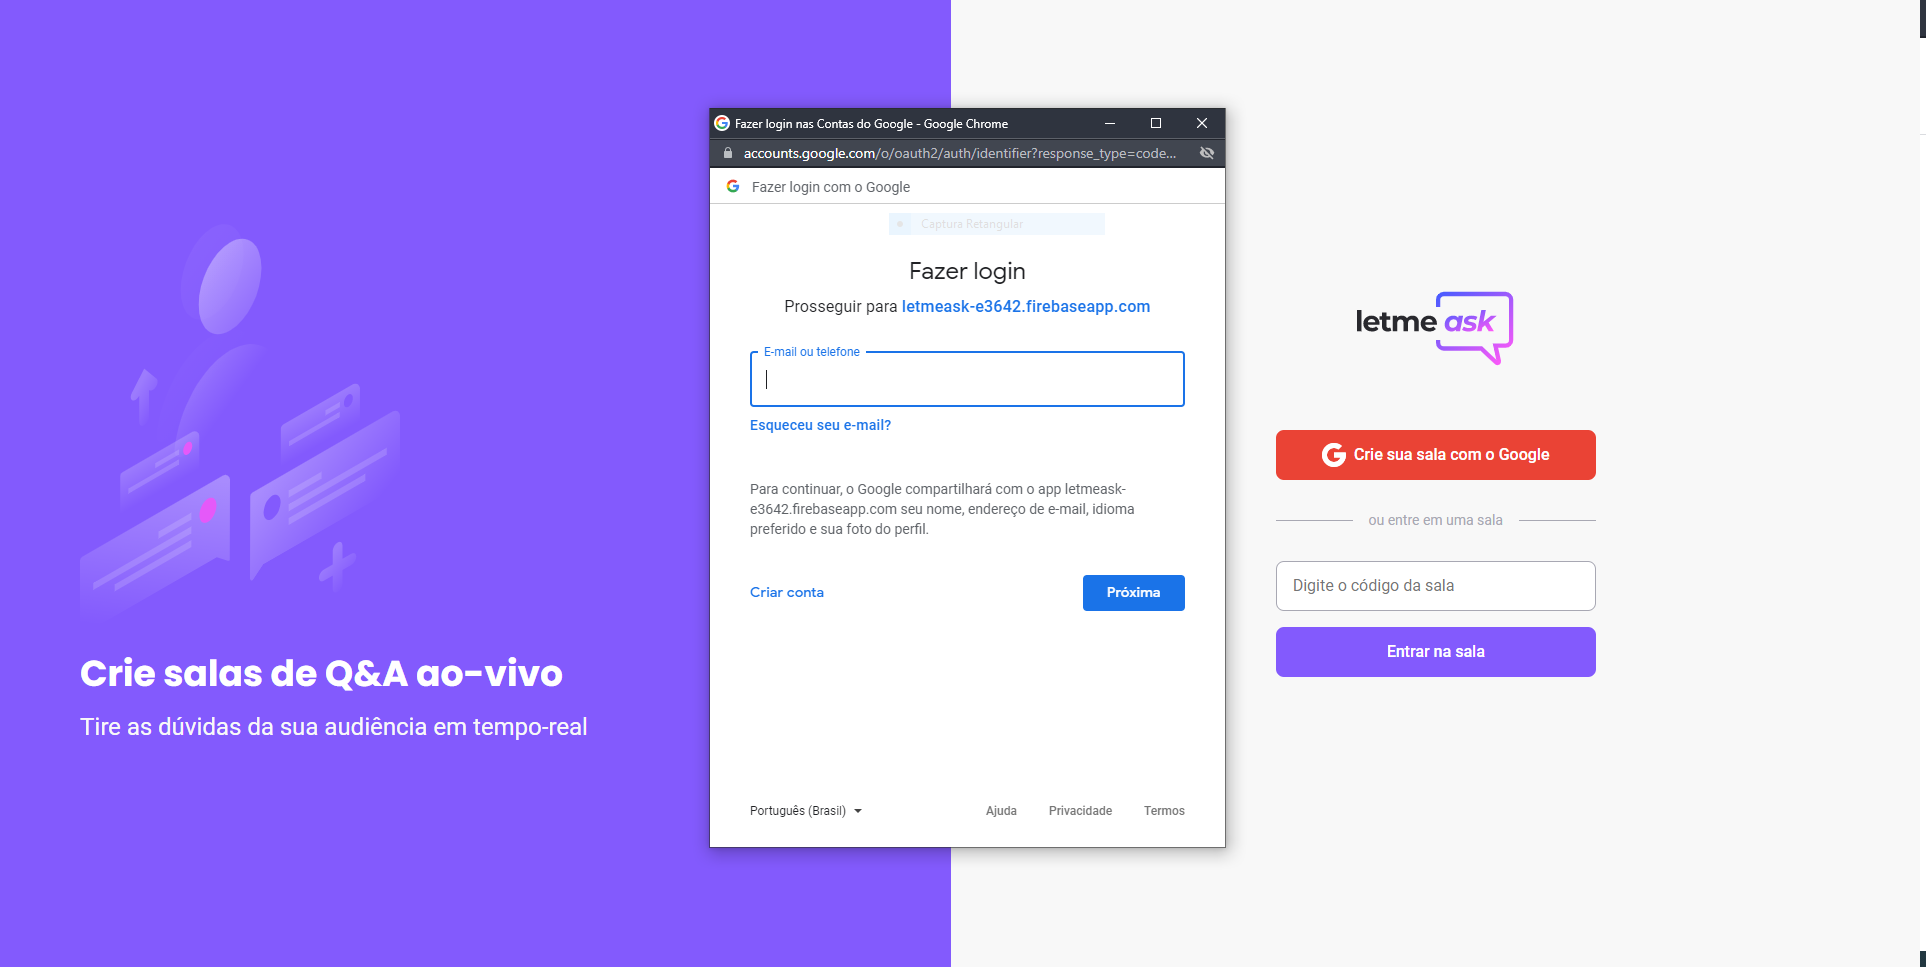 Fazer login nas Contas do Google - Google Chrome
accounts.google.com/o/oauth2/auth/identifier?response_type=code...
Fazer login com o Google
Captura Retangular
Fazer login
Prosseguir para letmeask-e3642.firebaseapp.com
E-mail ou telefone
Esqueceu seu e-mail?
Para continuar, o Google compartilhará com o app letmeask-
e3642.firebaseapp.com seu nome, endereço de e-mail, idioma
preferido e sua foto do perfil.
Criar conta
Próxima
Português (Brasil)
Ajuda
Privacidade
Termos
Crie salas de Q&A ao-vivo
Tire as dúvidas da sua audiência em tempo-real
letme ask
Crie sua sala com o Google
ou entre em uma sala
Digite o código da sala
Entrar na sala